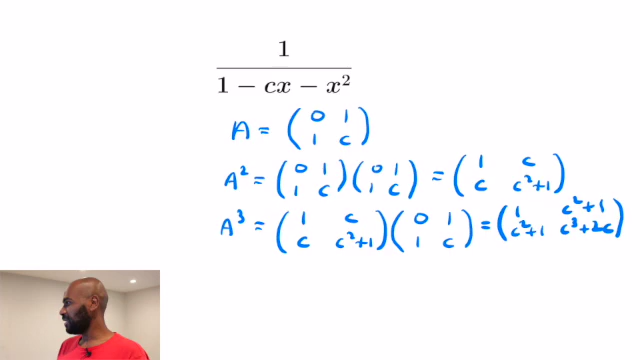 1
1 − cx − x²
A = (0 1
1 c)
A² = (0 1
1 c) (0 1
1 c) = (1 c
c c²+1)
A³ = (1 c
c c²+1) (0 1
1 c) = (1 c²+1
c²+1 c³+2c)